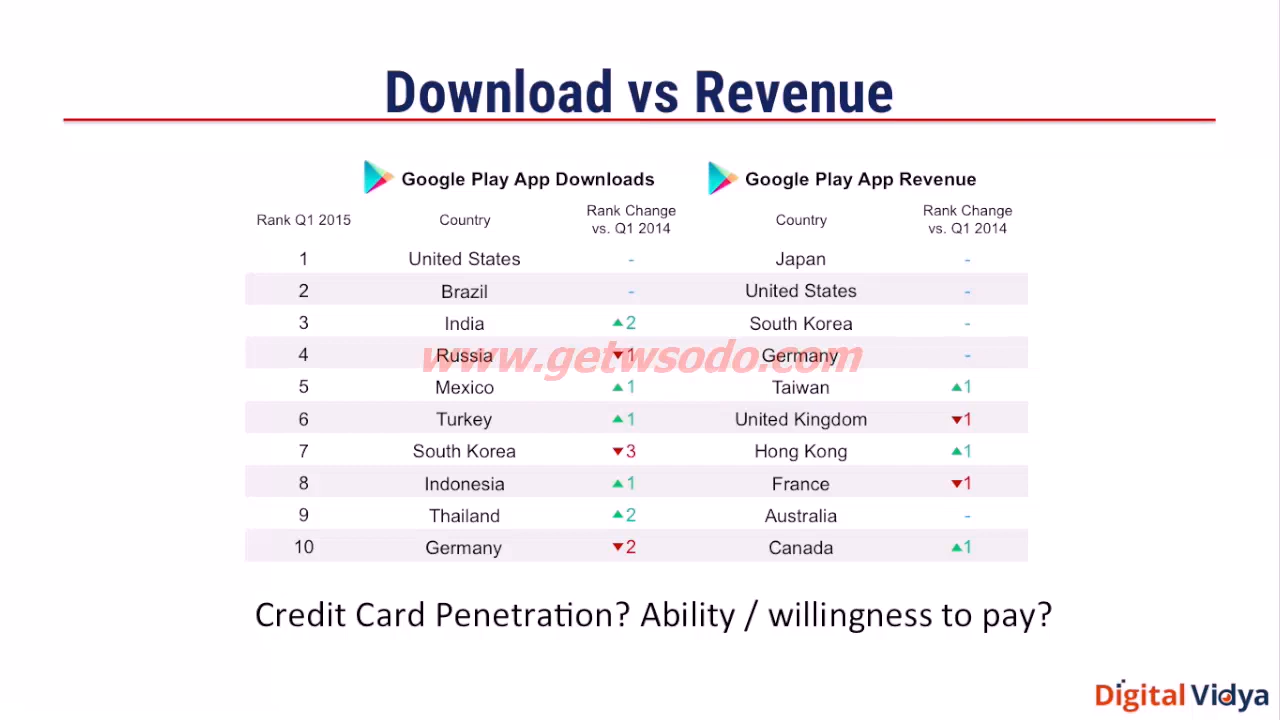 Download vs Revenue
Google Play App Downloads Google Play App Revenue
Rank Q1 2015 Country Rank Change vs. Q1 2014 Country Rank Change vs. Q1 2014
1 United States - Japan -
2 Brazil - United States -
3 India ▲2 South Korea -
4 Russia ▼1 Germany -
www.getwsodo.com
5 Mexico ▲1 Taiwan ▲1
6 Turkey ▲1 United Kingdom ▼1
7 South Korea ▼3 Hong Kong ▲1
8 Indonesia ▲1 France ▼1
9 Thailand ▲2 Australia -
10 Germany ▼2 Canada ▲1
Credit Card Penetration? Ability / willingness to pay?
Digital Vidya